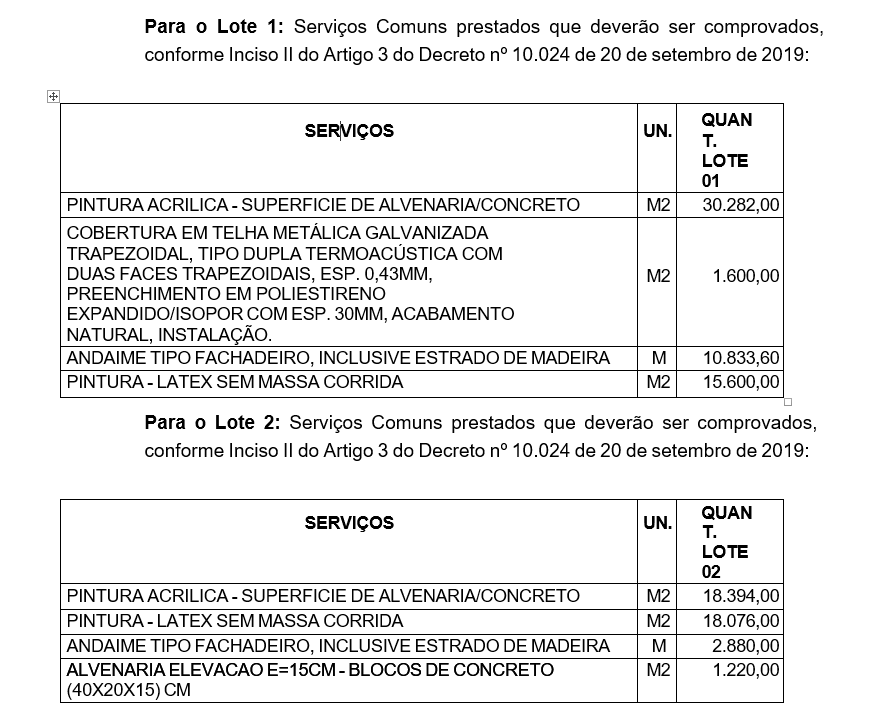 Para o Lote 1: Serviços Comuns prestados que deverão ser comprovados,
conforme Inciso II do Artigo 3 do Decreto nº 10.024 de 20 de setembro de 2019:
SERVIÇOS UN. QUAN
T.
LOTE
01
PINTURA ACRILICA - SUPERFICIE DE ALVENARIA/CONCRETO M2 30.282,00
COBERTURA EM TELHA METÁLICA GALVANIZADA
TRAPEZOIDAL, TIPO DUPLA TERMOACÚSTICA COM
DUAS FACES TRAPEZOIDAIS, ESP. 0,43MM,
PREENCHIMENTO EM POLIESTIRENO
EXPANDIDO/ISOPOR COM ESP. 30MM, ACABAMENTO
NATURAL, INSTALAÇÃO. M2 1.600,00
ANDAIME TIPO FACHADEIRO, INCLUSIVE ESTRADO DE MADEIRA M 10.833,60
PINTURA - LATEX SEM MASSA CORRIDA M2 15.600,00
Para o Lote 2: Serviços Comuns prestados que deverão ser comprovados,
conforme Inciso II do Artigo 3 do Decreto nº 10.024 de 20 de setembro de 2019:
SERVIÇOS UN. QUAN
T.
LOTE
02
PINTURA ACRILICA - SUPERFICIE DE ALVENARIA/CONCRETO M2 18.394,00
PINTURA - LATEX SEM MASSA CORRIDA M2 18.076,00
ANDAIME TIPO FACHADEIRO, INCLUSIVE ESTRADO DE MADEIRA M 2.880,00
ALVENARIA ELEVACAO E=15CM - BLOCOS DE CONCRETO M2 1.220,00
(40X20X15) CM